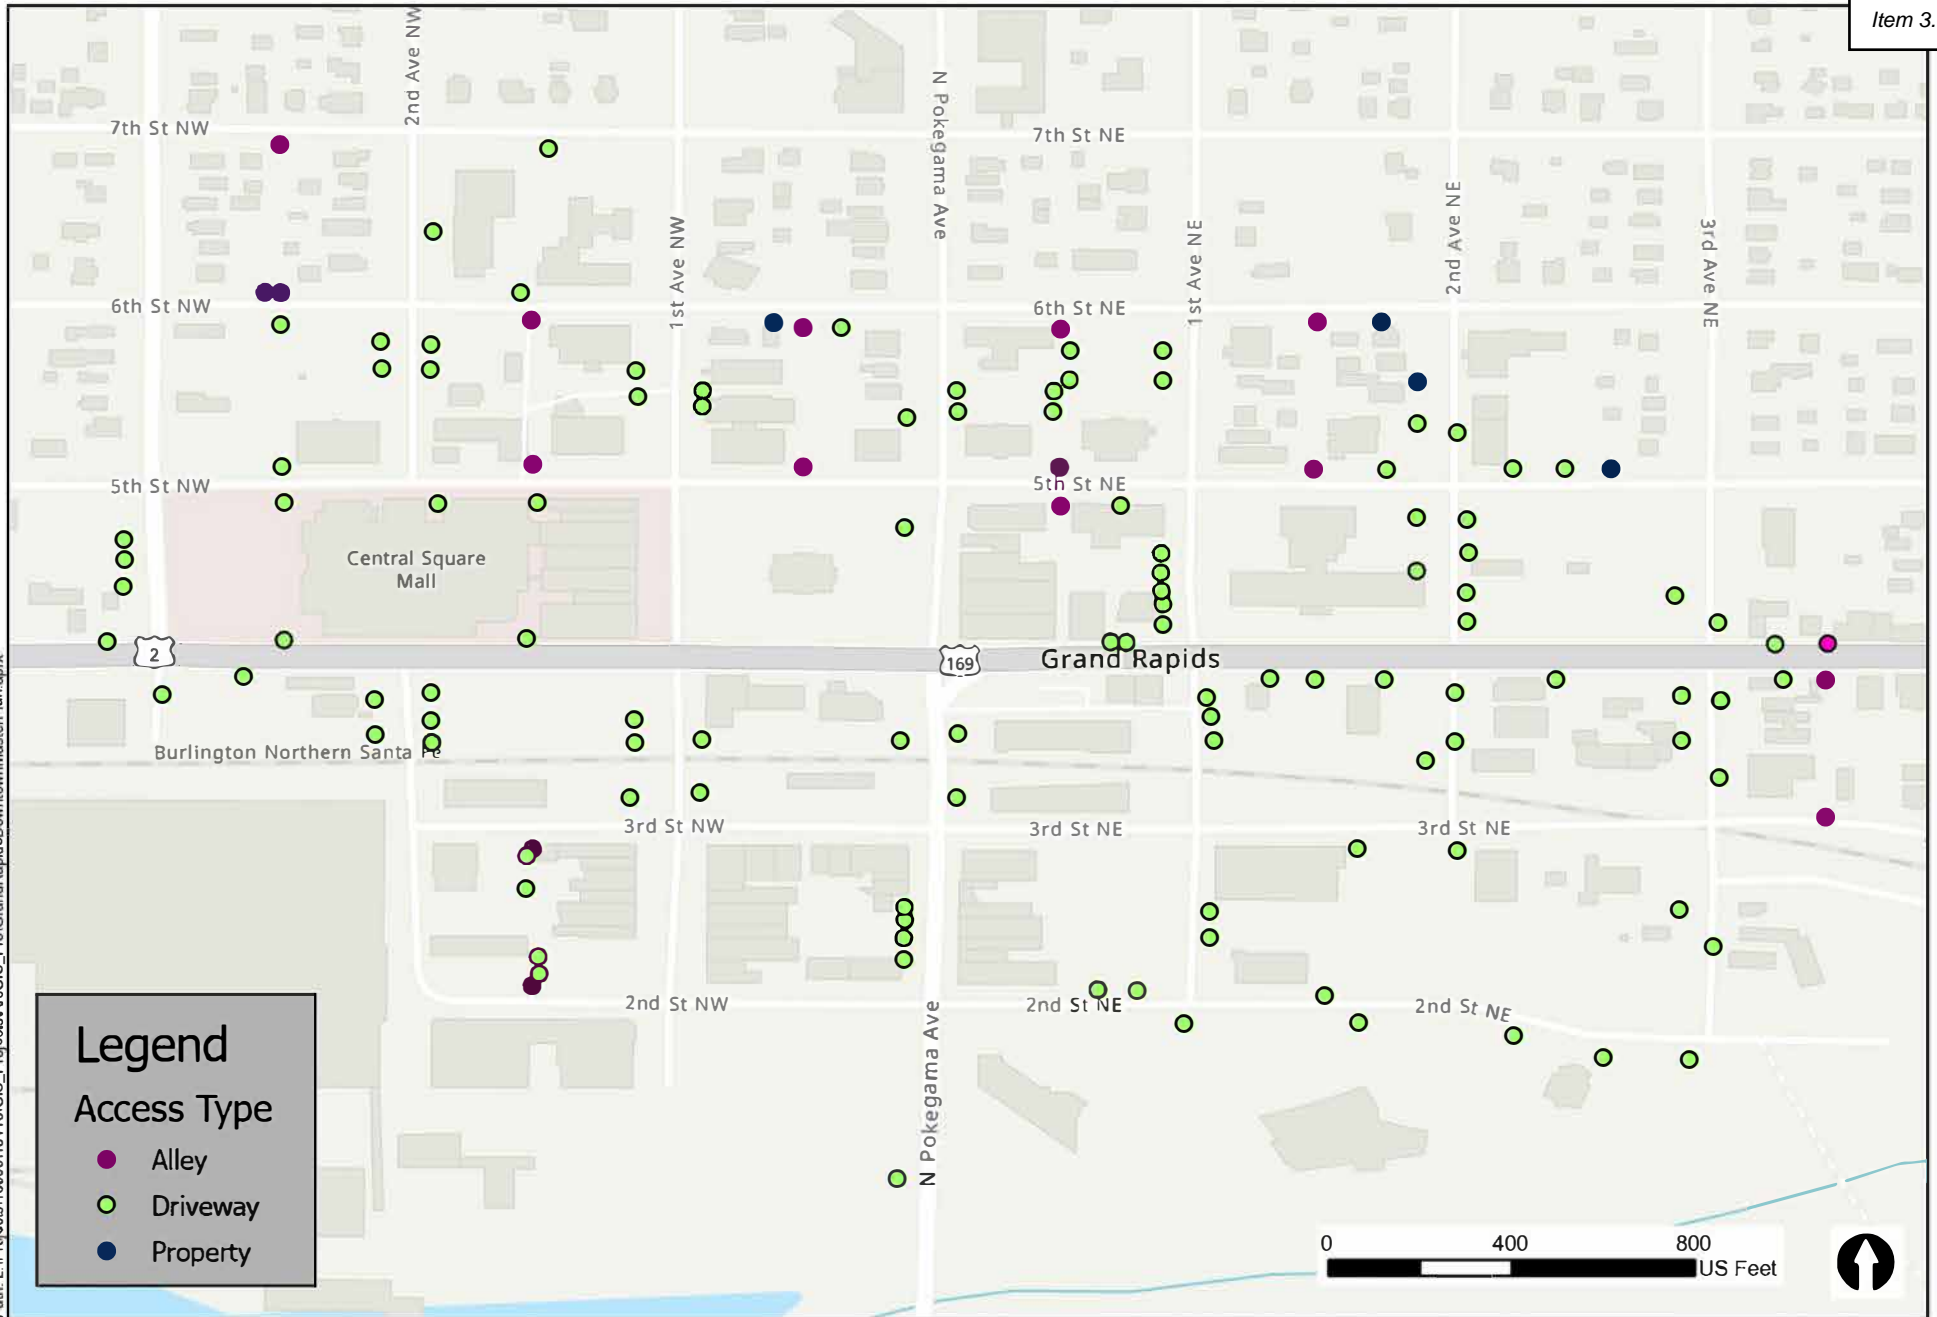 Item 3.
2nd Ave NW
N Pokegama Ave
7th St NW
7th St NE
1st Ave NW
1st Ave NE
2nd Ave NE
3rd Ave NE
6th St NW
6th St NE
5th St NW
5th St NE
Central Square
Mall
2
169
Grand Rapids
Burlington Northern Santa Fe
3rd St NW
3rd St NE
3rd St NE
2nd St NW
2nd St NE
2nd St NE
N Pokegama Ave
Legend
Access Type
Alley
Driveway
Property
0 400 800
US Feet